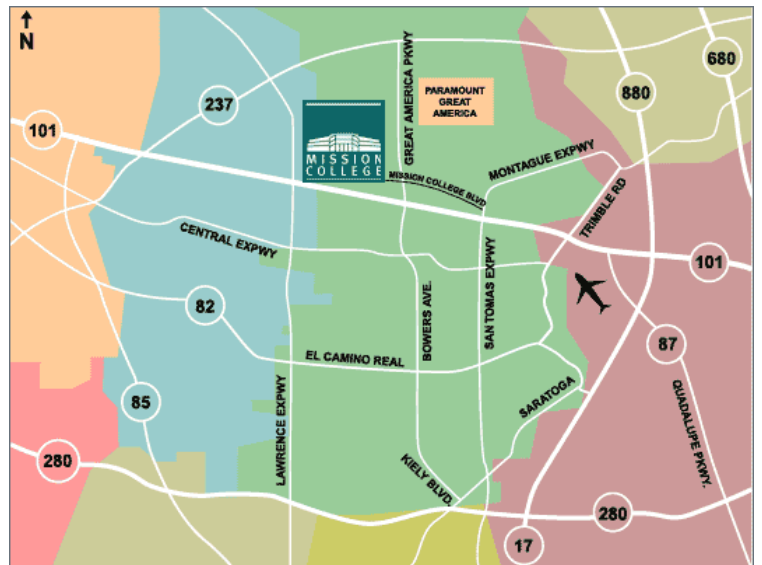 N
237
101
680
880
GREAT AMERICA PKWY
PARAMOUNT
GREAT
AMERICA
MISSION
COLLEGE
MISSION COLLEGE BLVD
MONTAGUE EXPWY
TRIMBLE RD
CENTRAL EXPWY
101
82
BOWERS AVE.
SAN TOMAS EXPWY
87
EL CAMINO REAL
LAWRENCE EXPWY
SARATOGA
QUADALUPE PKWY.
85
280
KIELY BLVD.
280
17